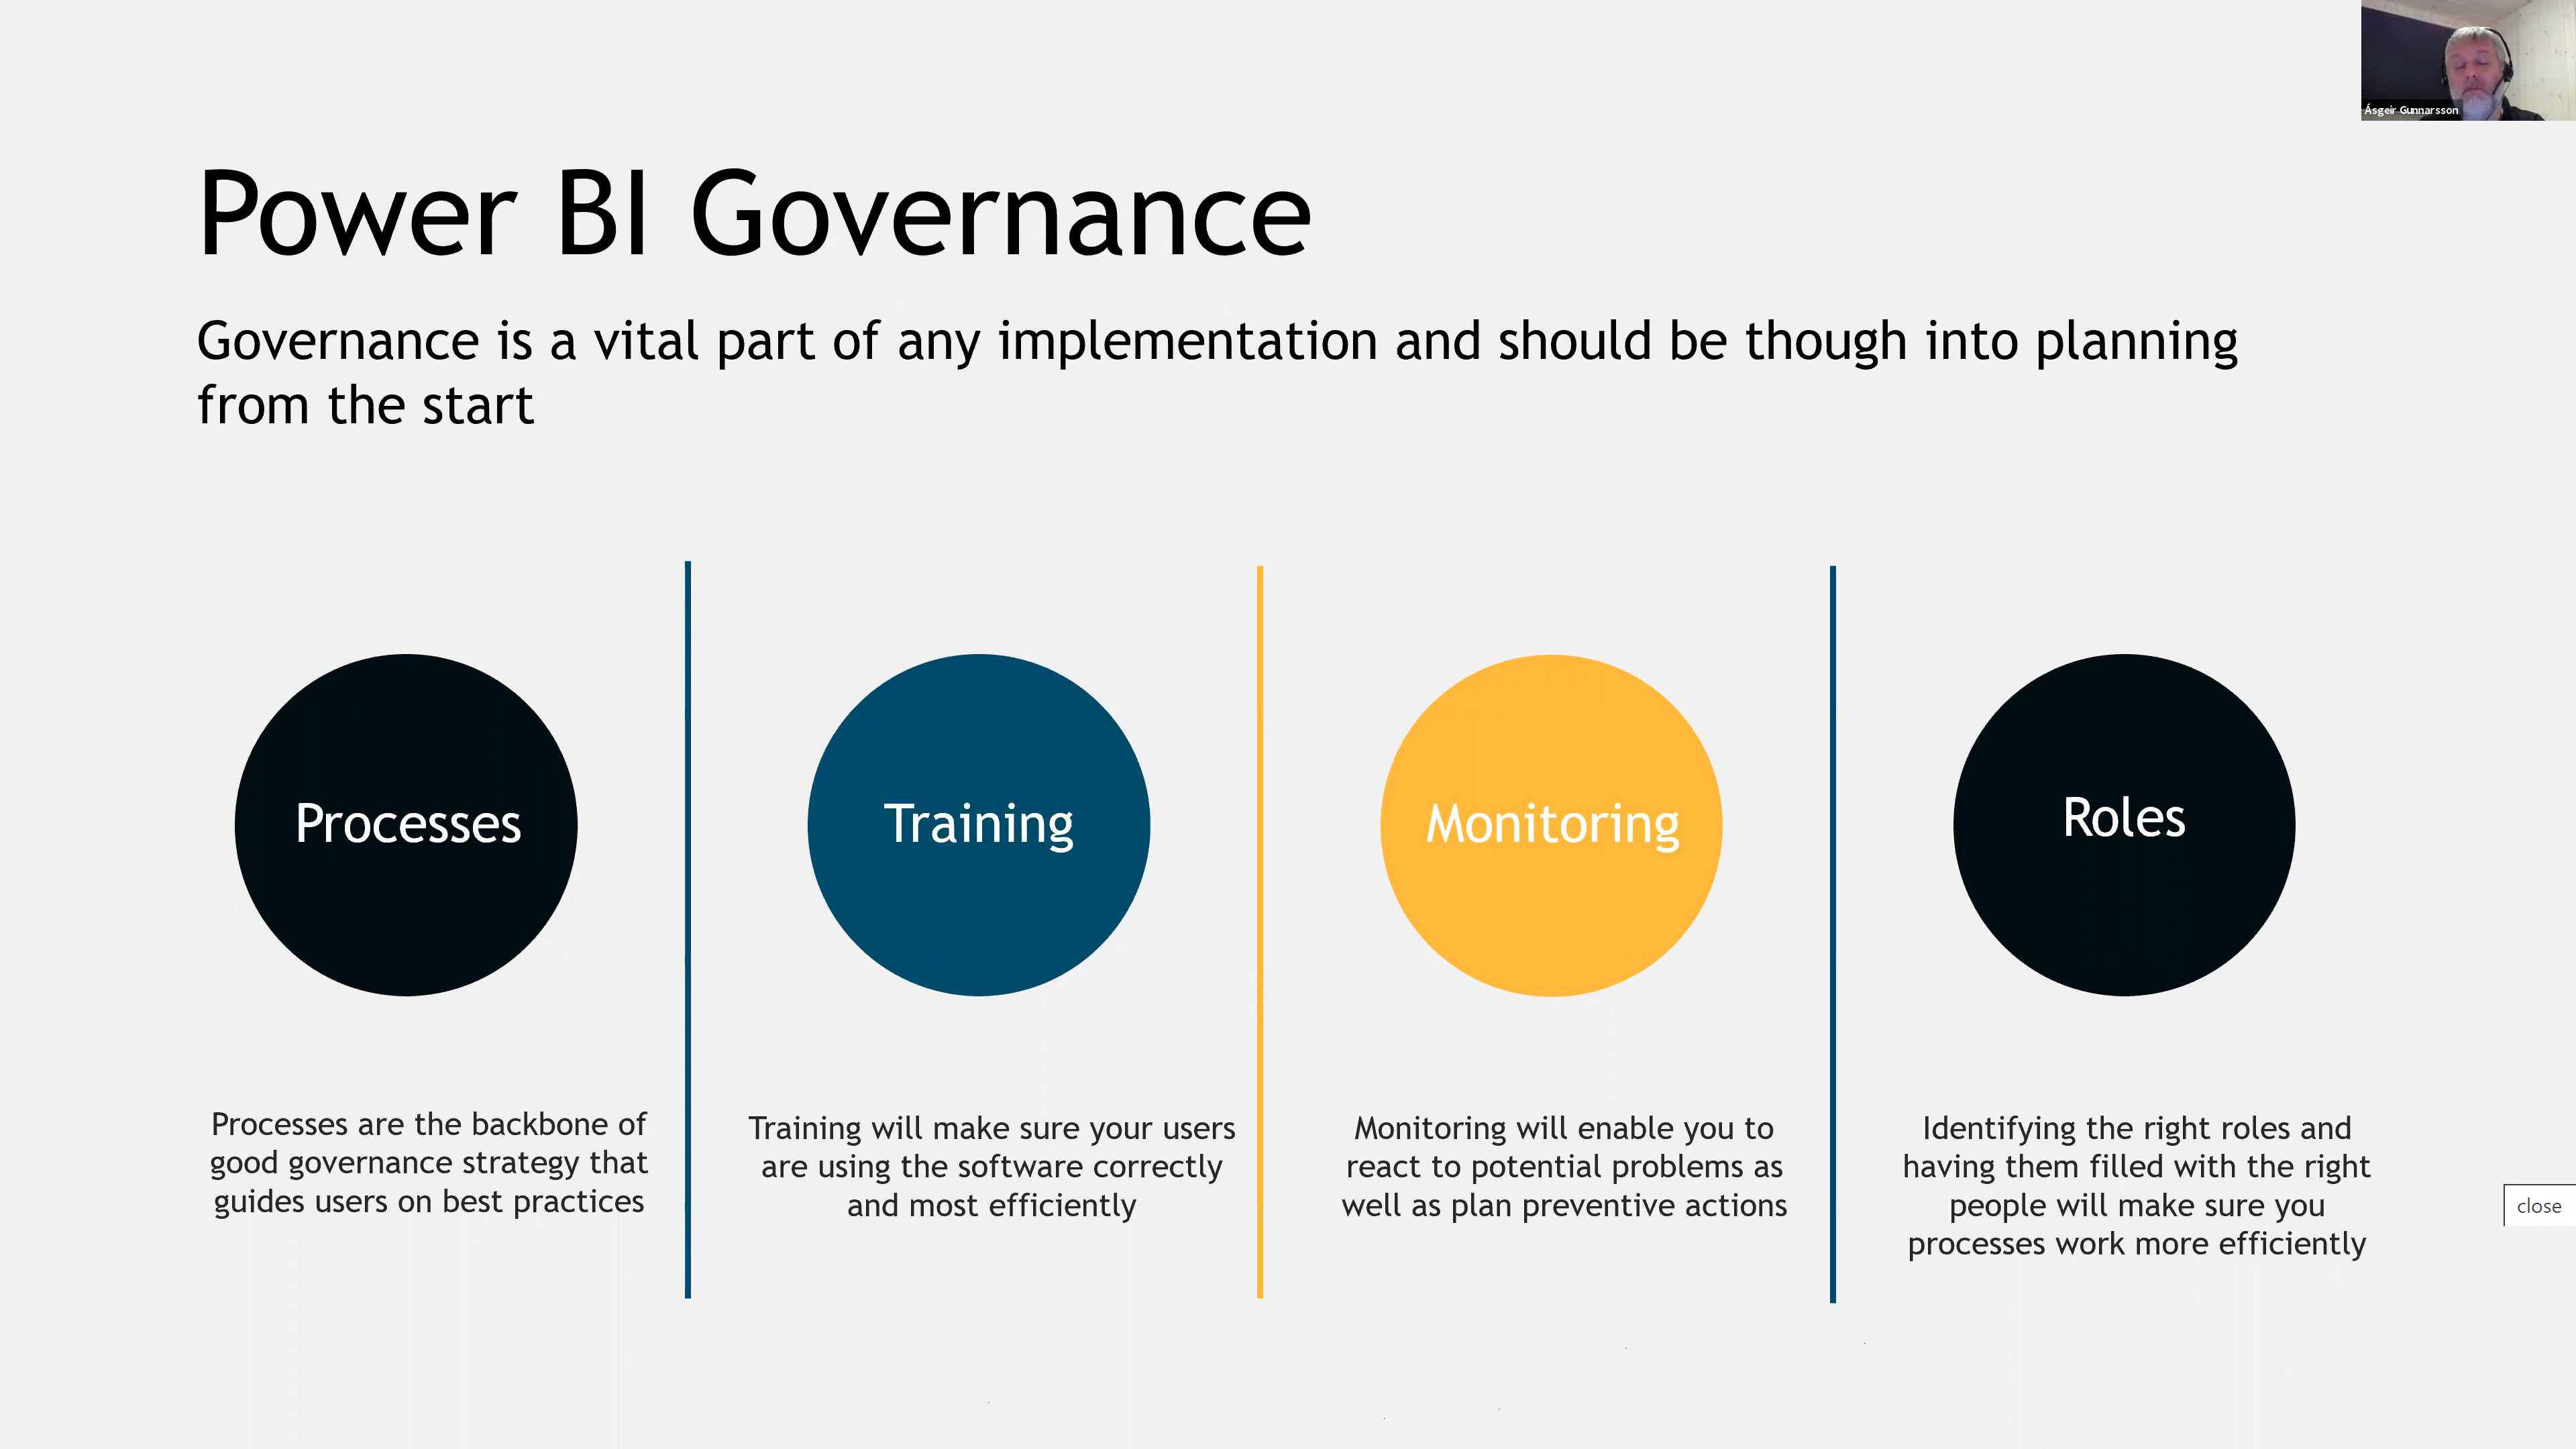 Ásgeir Gunnarsson
Power BI Governance
Governance is a vital part of any implementation and should be though into planning
from the start
Processes
Training
Monitoring
Roles
Processes are the backbone of
good governance strategy that
guides users on best practices
Training will make sure your users
are using the software correctly
and most efficiently
Monitoring will enable you to
react to potential problems as
well as plan preventive actions
Identifying the right roles and
having them filled with the right
people will make sure you
processes work more efficiently
close